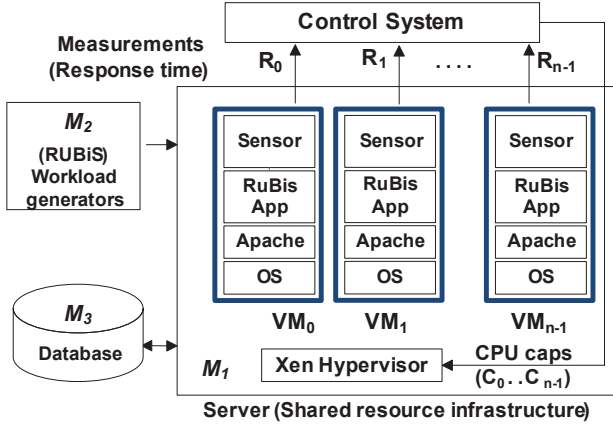 Control System
Measurements
(Response time)
R0 R1 .... Rn-1
M2
(RUBiS)
Workload
generators
Sensor Sensor Sensor
RuBis App RuBis App RuBis App
Apache Apache Apache
OS OS OS
VM0 VM1 VMn-1
M3
Database
M1
Xen Hypervisor
CPU caps
(C0 . . C n-1)
Server (Shared resource infrastructure)